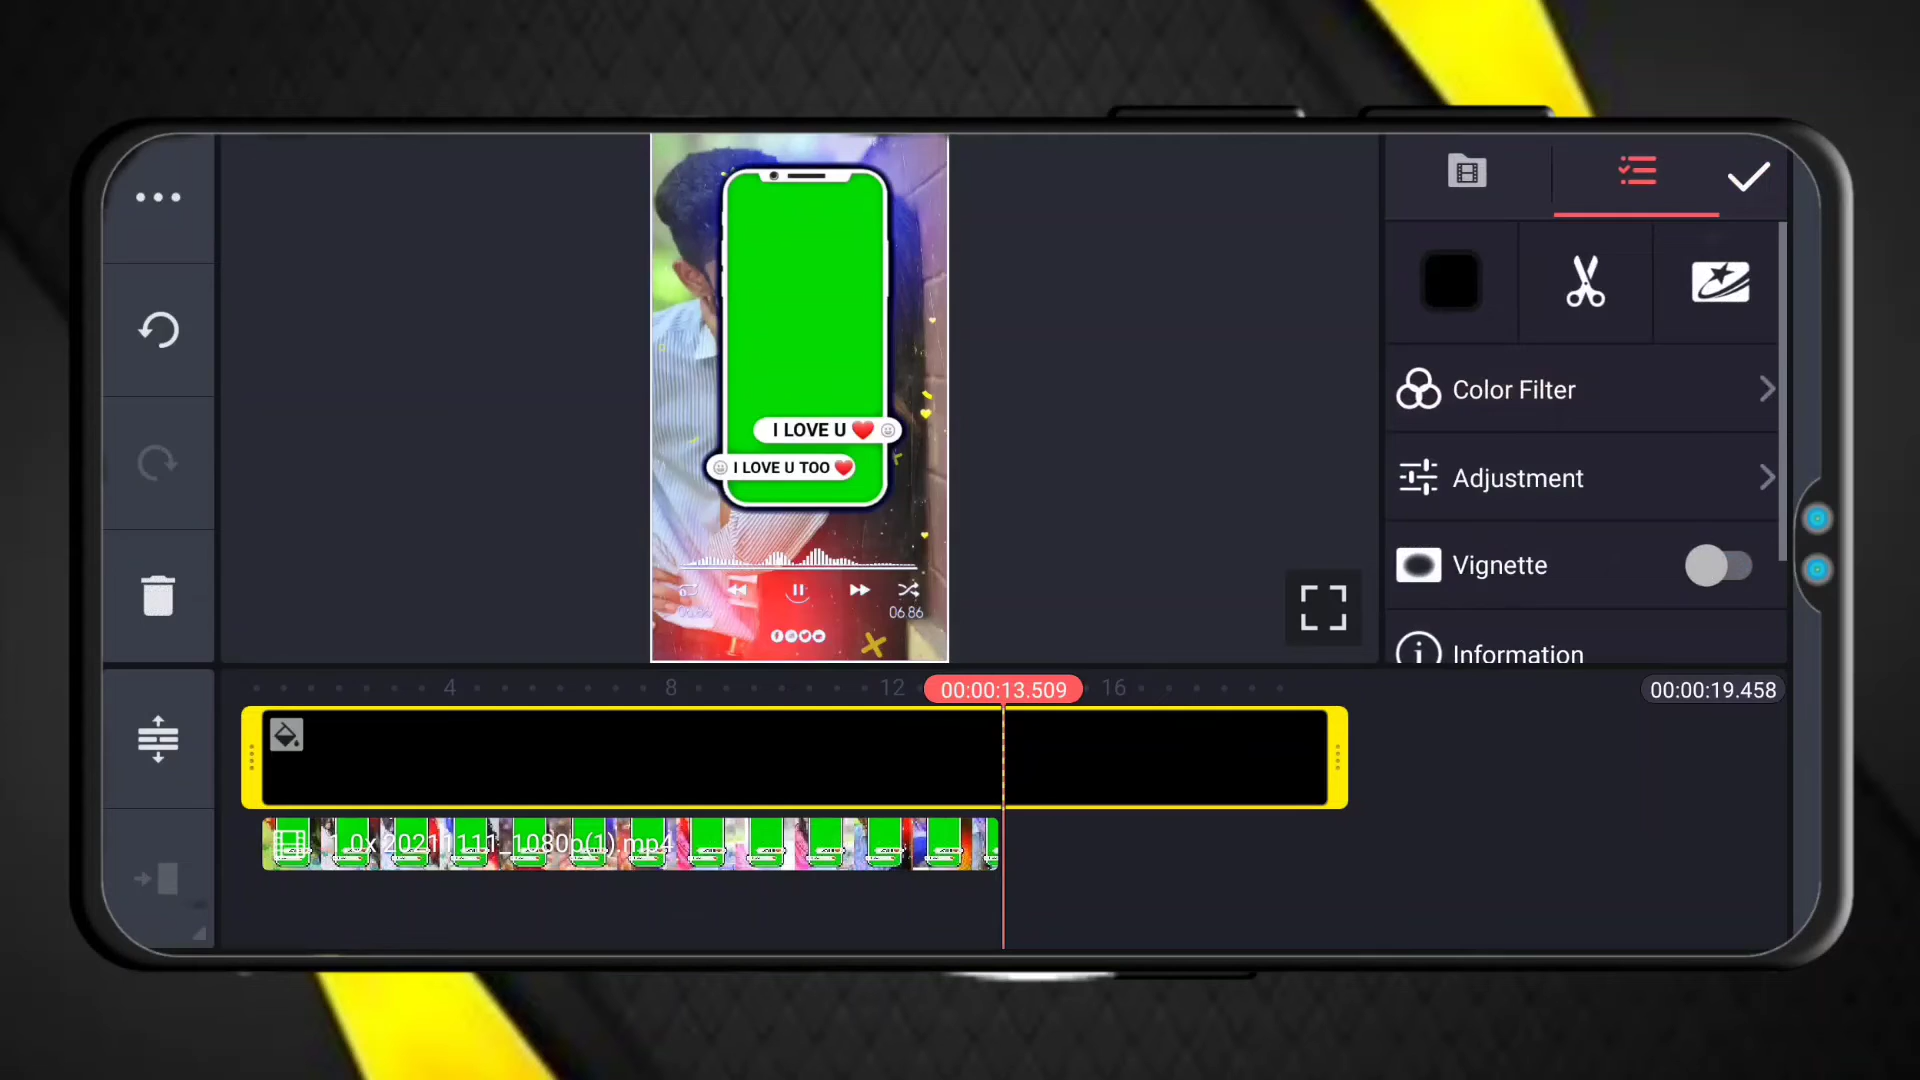 I LOVE U ❤️
I LOVE U TOO ❤️
06.86
Color Filter
Adjustment
Vignette
Information
4
8
12
00:00:13.509
16
00:00:19.458
1.0x 20211111_1080p(1).mp4